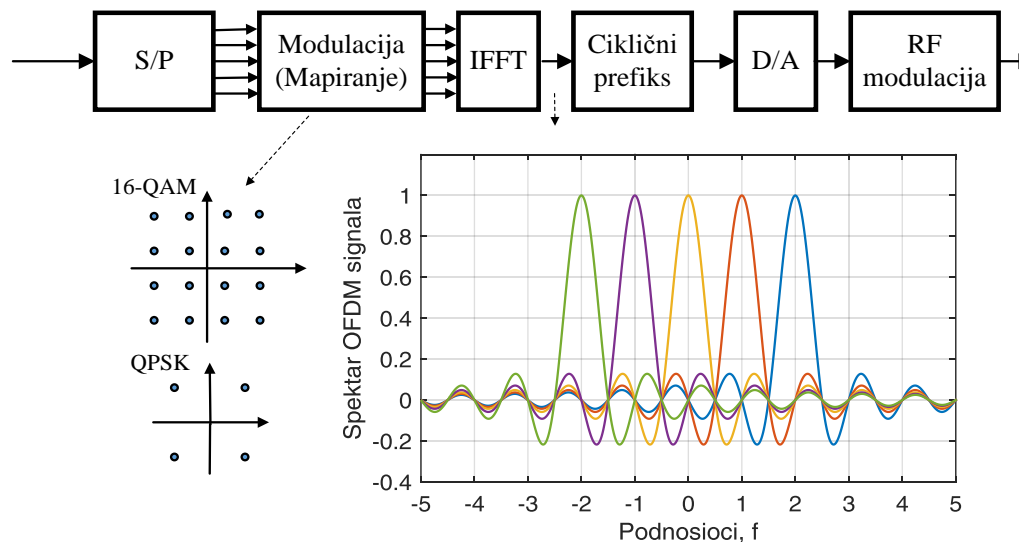 S/P
Modulacija
(Mapiranje)
IFFT
Ciklični
prefiks
D/A
RF
modulacija
16-QAM
QPSK
Spektar OFDM signala
1
0.8
0.6
0.4
0.2
0
-0.2
-0.4
-5 -4 -3 -2 -1 0 1 2 3 4 5
Podnosioci, f